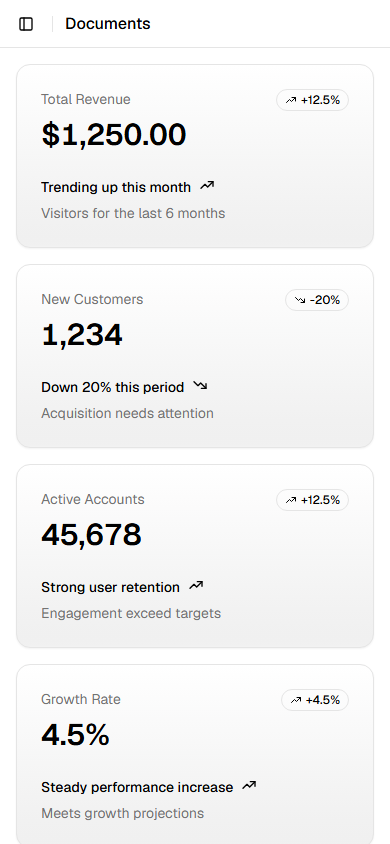 Documents
Total Revenue
+12.5%
$1,250.00
Trending up this month
Visitors for the last 6 months
New Customers
-20%
1,234
Down 20% this period
Acquisition needs attention
Active Accounts
+12.5%
45,678
Strong user retention
Engagement exceed targets
Growth Rate
+4.5%
4.5%
Steady performance increase
Meets growth projections